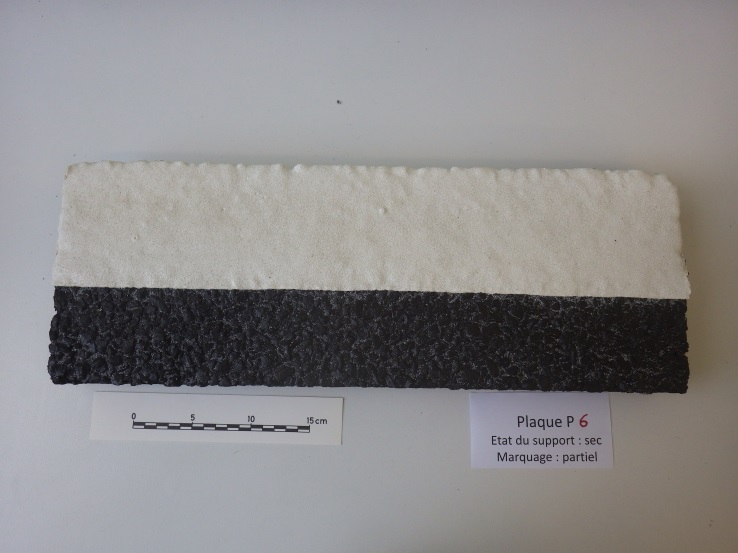 0 5 10 15 cm
Plaque P 6
Etat du support : sec
Marquage : partiel